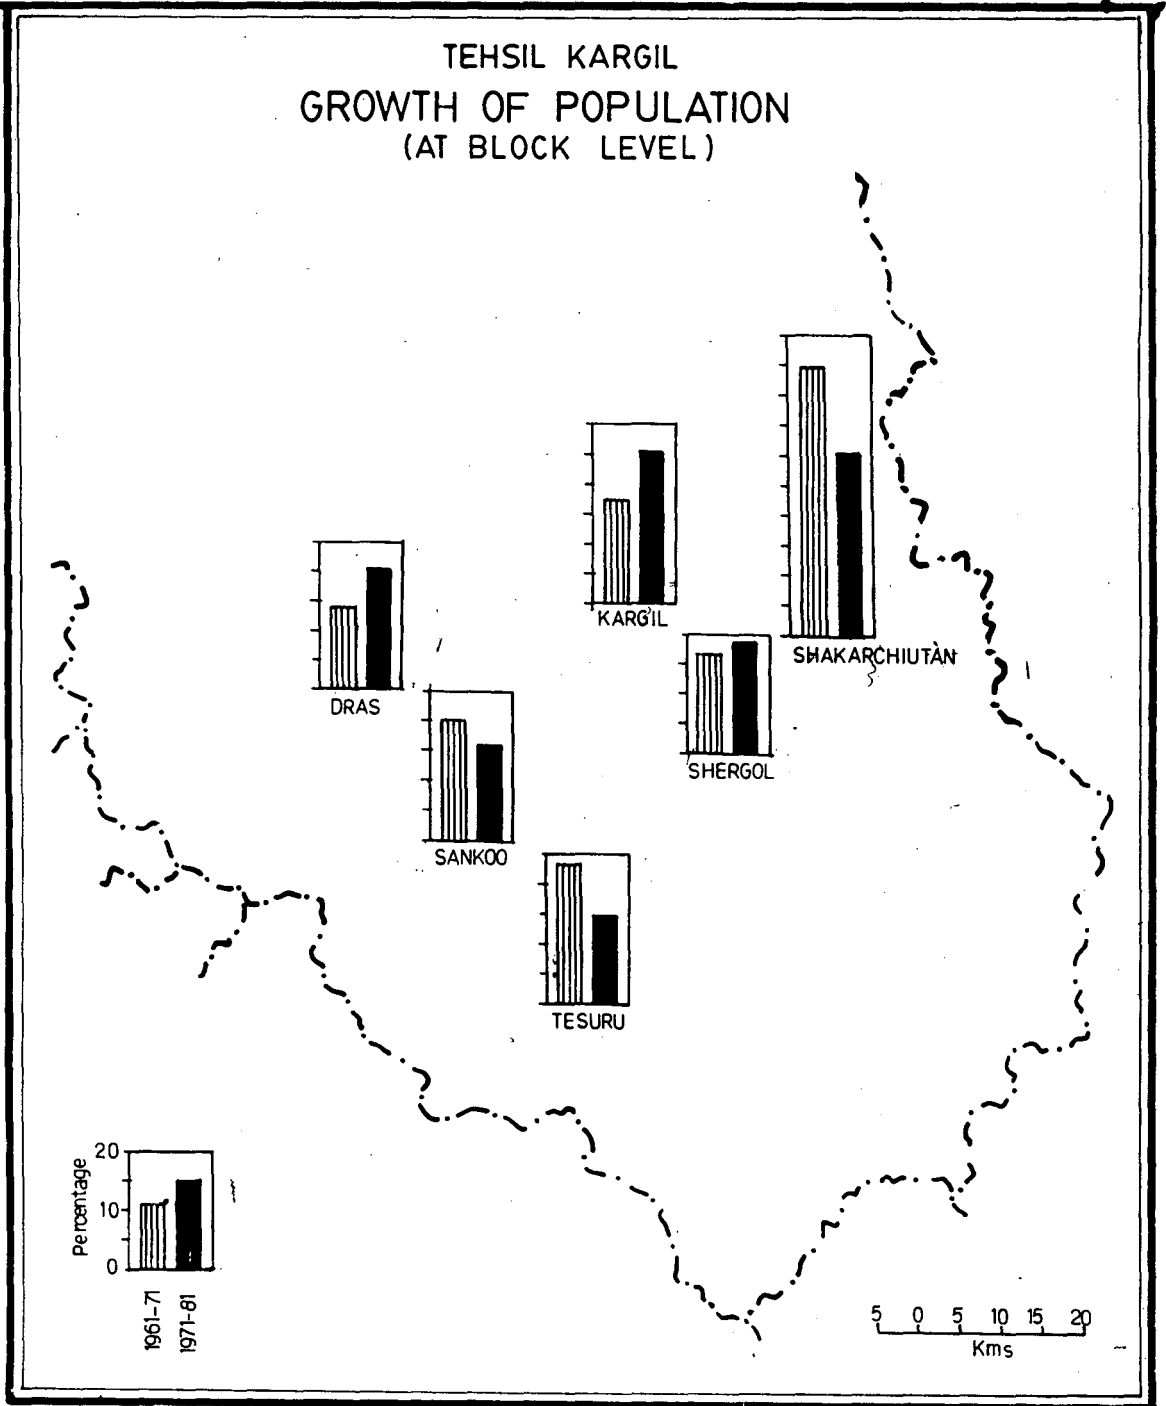 TEHSIL KARGIL
GROWTH OF POPULATION
(AT BLOCK LEVEL)
KARGIL
SHAKARCHIUTAN
DRAS
SHERGOL
SANKOO
TESURU
Percentage
20
10
0
1961-71
1971-81
5 0 5 10 15 20
Kms